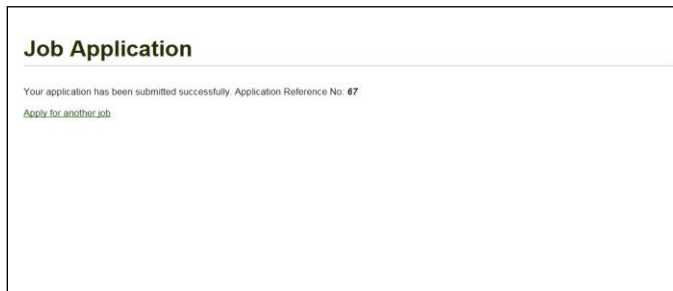 Job Application
Your application has been submitted successfully. Application Reference No: 67
Apply for another job